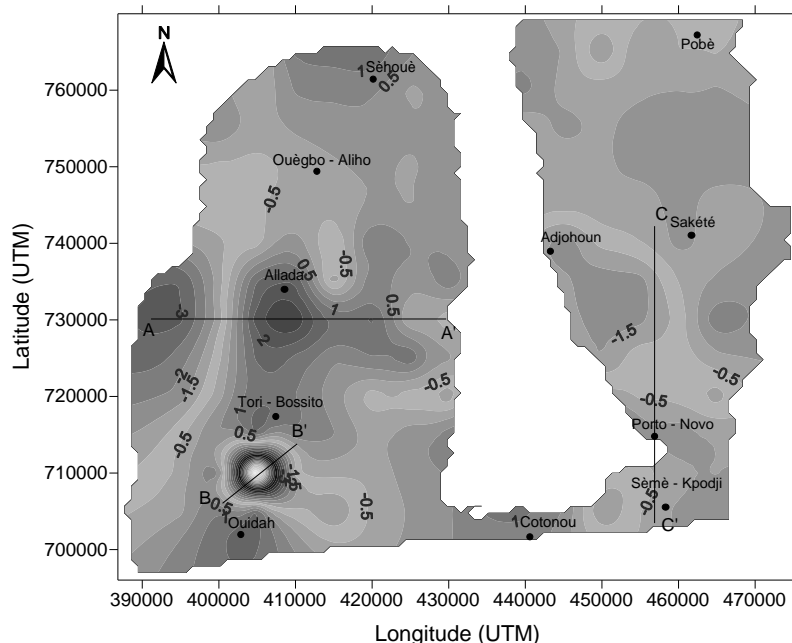 N
Sèhouè
1
0.5
Pobè
760000
Ouègbo - Aliho
750000
-0.5
C
Sakété
740000
Adjohoun
0.5
-0.5
Allada
-3
1
0.5
730000
A
A'
2
-1.5
Latitude (UTM)
-2
-1.5
-0.5
-0.5
720000
Tori - Bossito
1
-0.5
-0.5
0.5
B'
Porto - Novo
710000
-1.5
Sèmè - Kpodji
B
0.5
-0.5
-0.5
1
Ouidah
1
Cotonou
C'
700000
390000 400000 410000 420000 430000 440000 450000 460000 470000
Longitude (UTM)